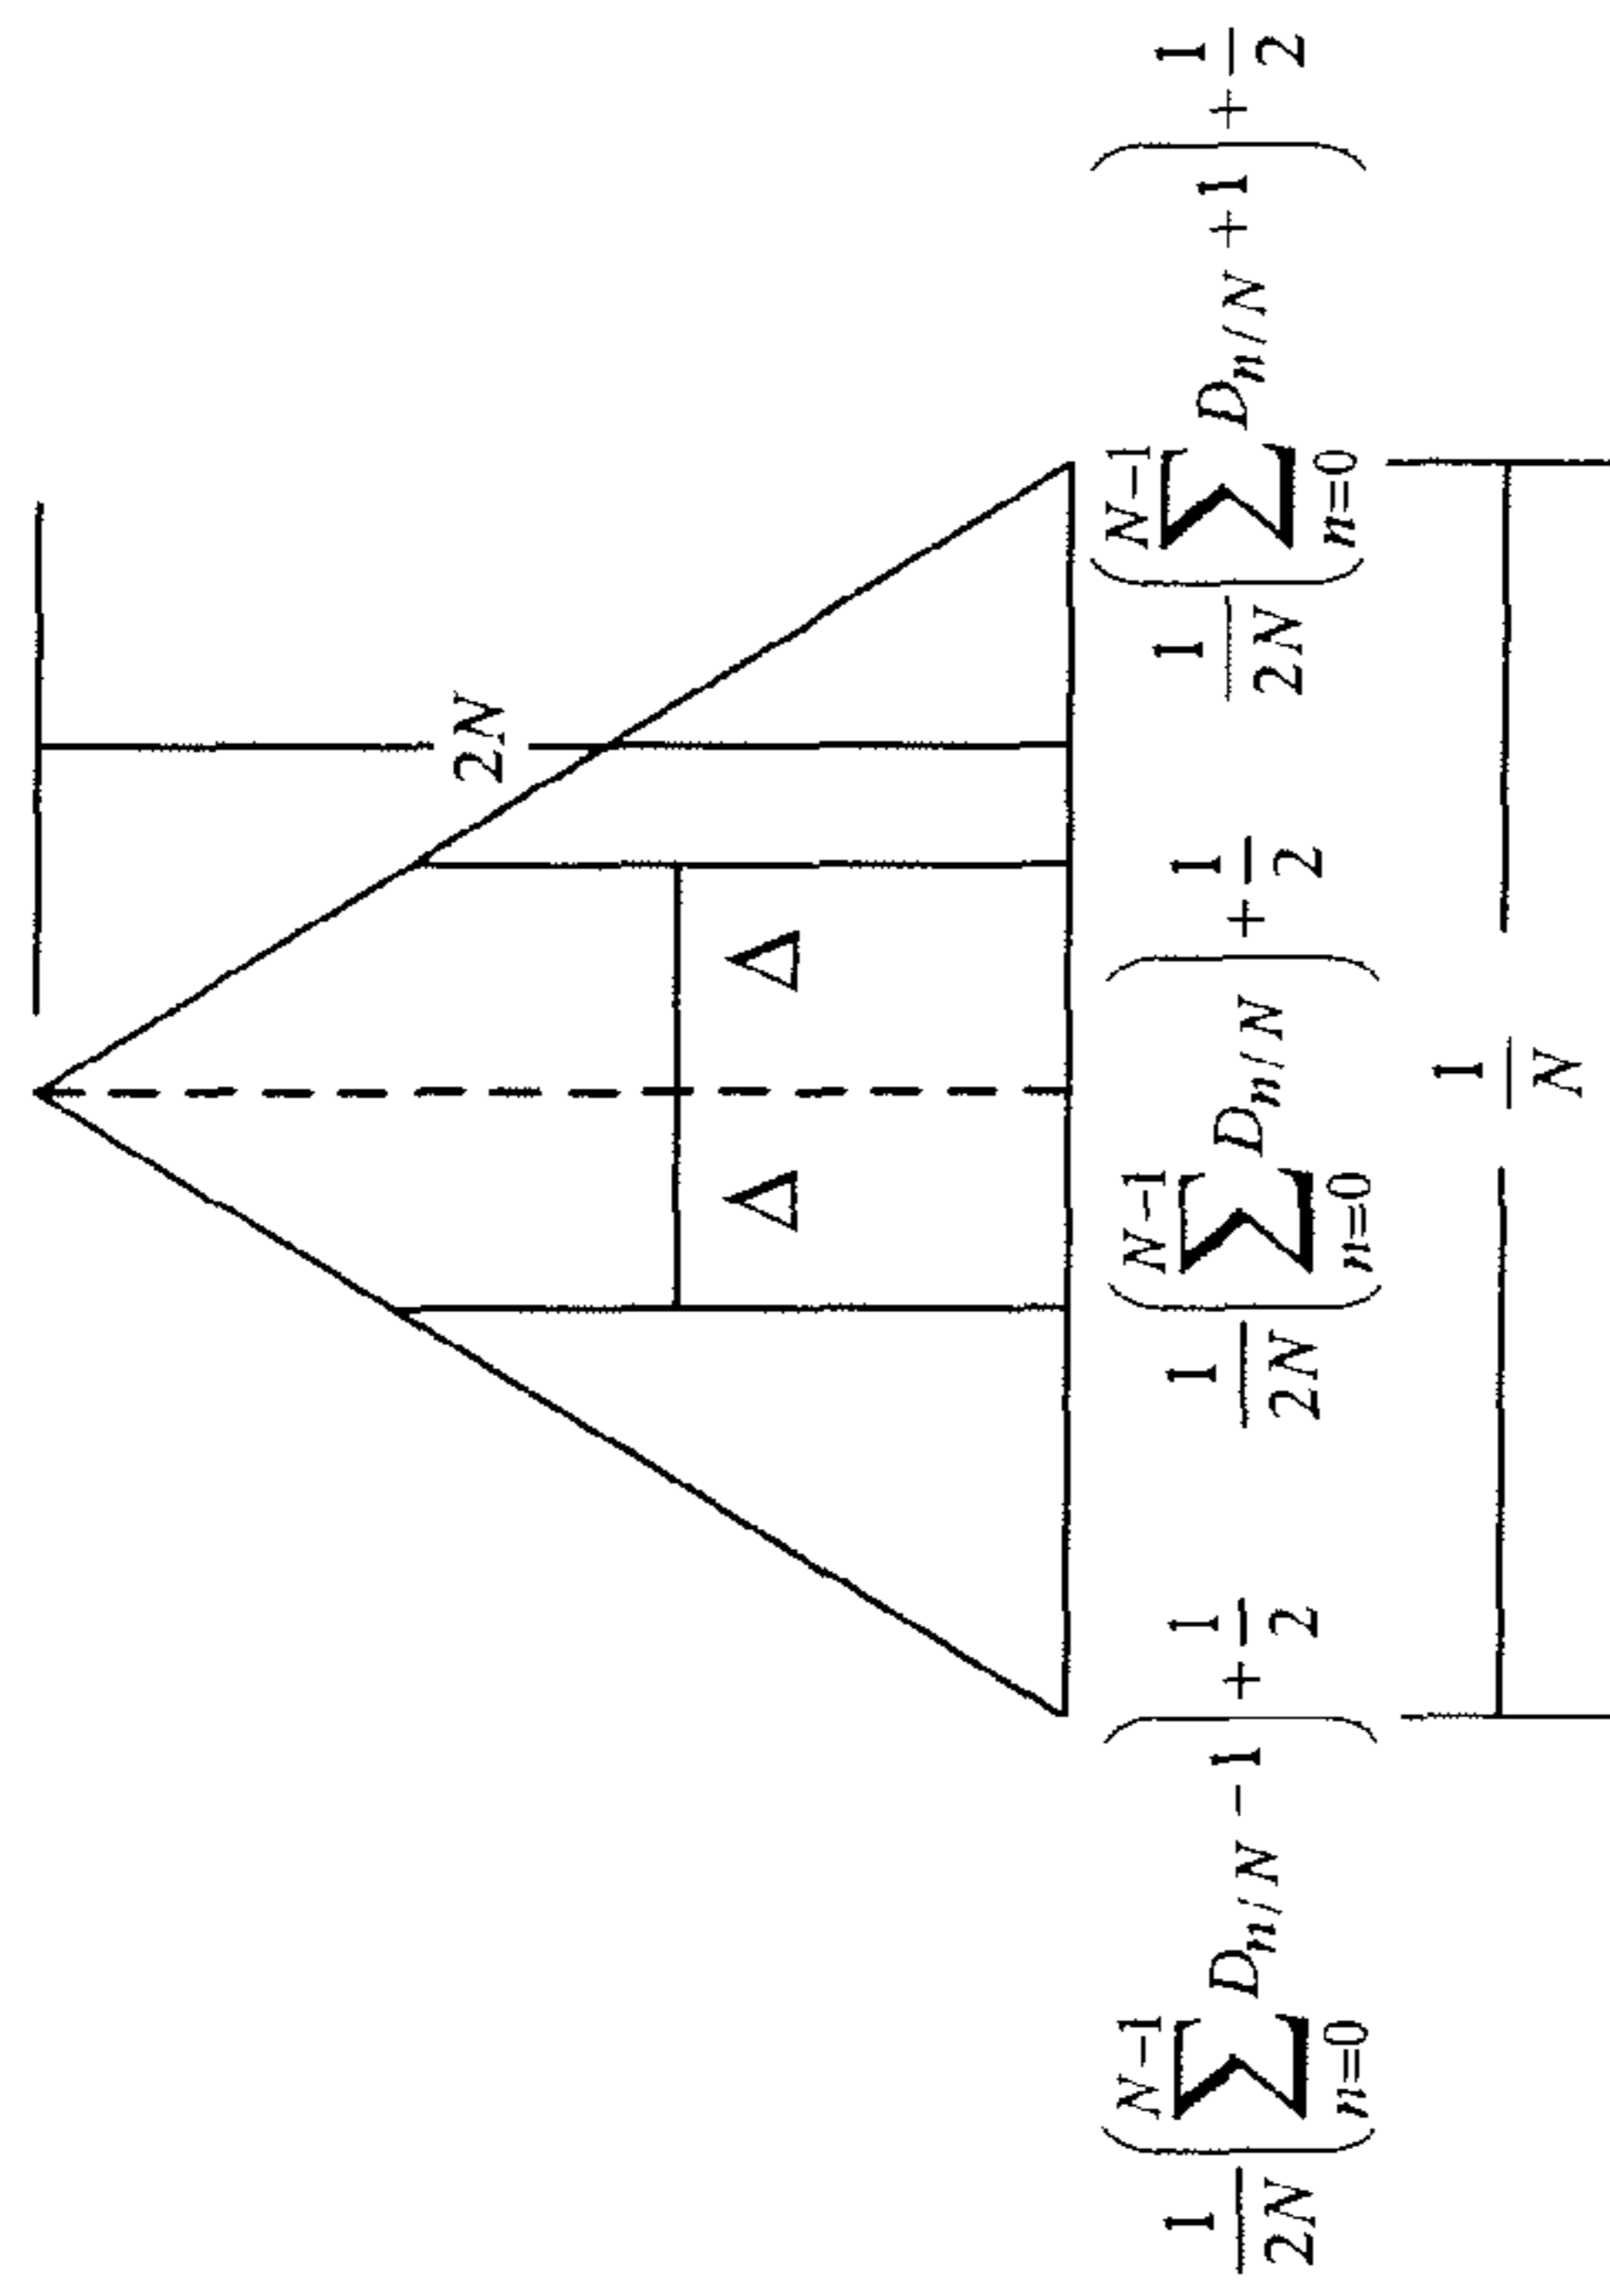 2N
Δ Δ
\frac{1}{2N}\left(\sum_{n=0}^{N-1} D_{n/N} - 1\right) + \frac{1}{2}
\frac{1}{2N}\left(\sum_{n=0}^{N-1} D_{n/N}\right) + \frac{1}{2}
\frac{1}{2N}\left(\sum_{n=0}^{N-1} D_{n/N} + 1\right) + \frac{1}{2}
\frac{1}{N}